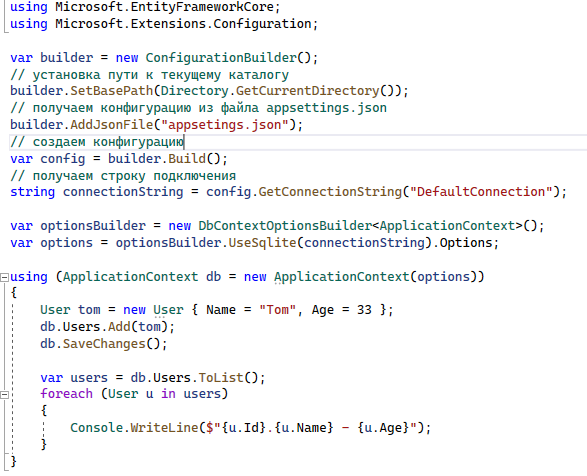 using Microsoft.EntityFrameworkCore;
using Microsoft.Extensions.Configuration;

var builder = new ConfigurationBuilder();
// установка пути к текущему каталогу
builder.SetBasePath(Directory.GetCurrentDirectory());
// получаем конфигурацию из файла appsettings.json
builder.AddJsonFile("appsetings.json");
// создаем конфигурацию
var config = builder.Build();
// получаем строку подключения
string connectionString = config.GetConnectionString("DefaultConnection");

var optionsBuilder = new DbContextOptionsBuilder<ApplicationContext>();
var options = optionsBuilder.UseSqlite(connectionString).Options;

using (ApplicationContext db = new ApplicationContext(options))
{
    User tom = new User { Name = "Tom", Age = 33 };
    db.Users.Add(tom);
    db.SaveChanges();

    var users = db.Users.ToList();
    foreach (User u in users)
    {
        Console.WriteLine($"{u.Id}.{u.Name} - {u.Age}");
    }
}